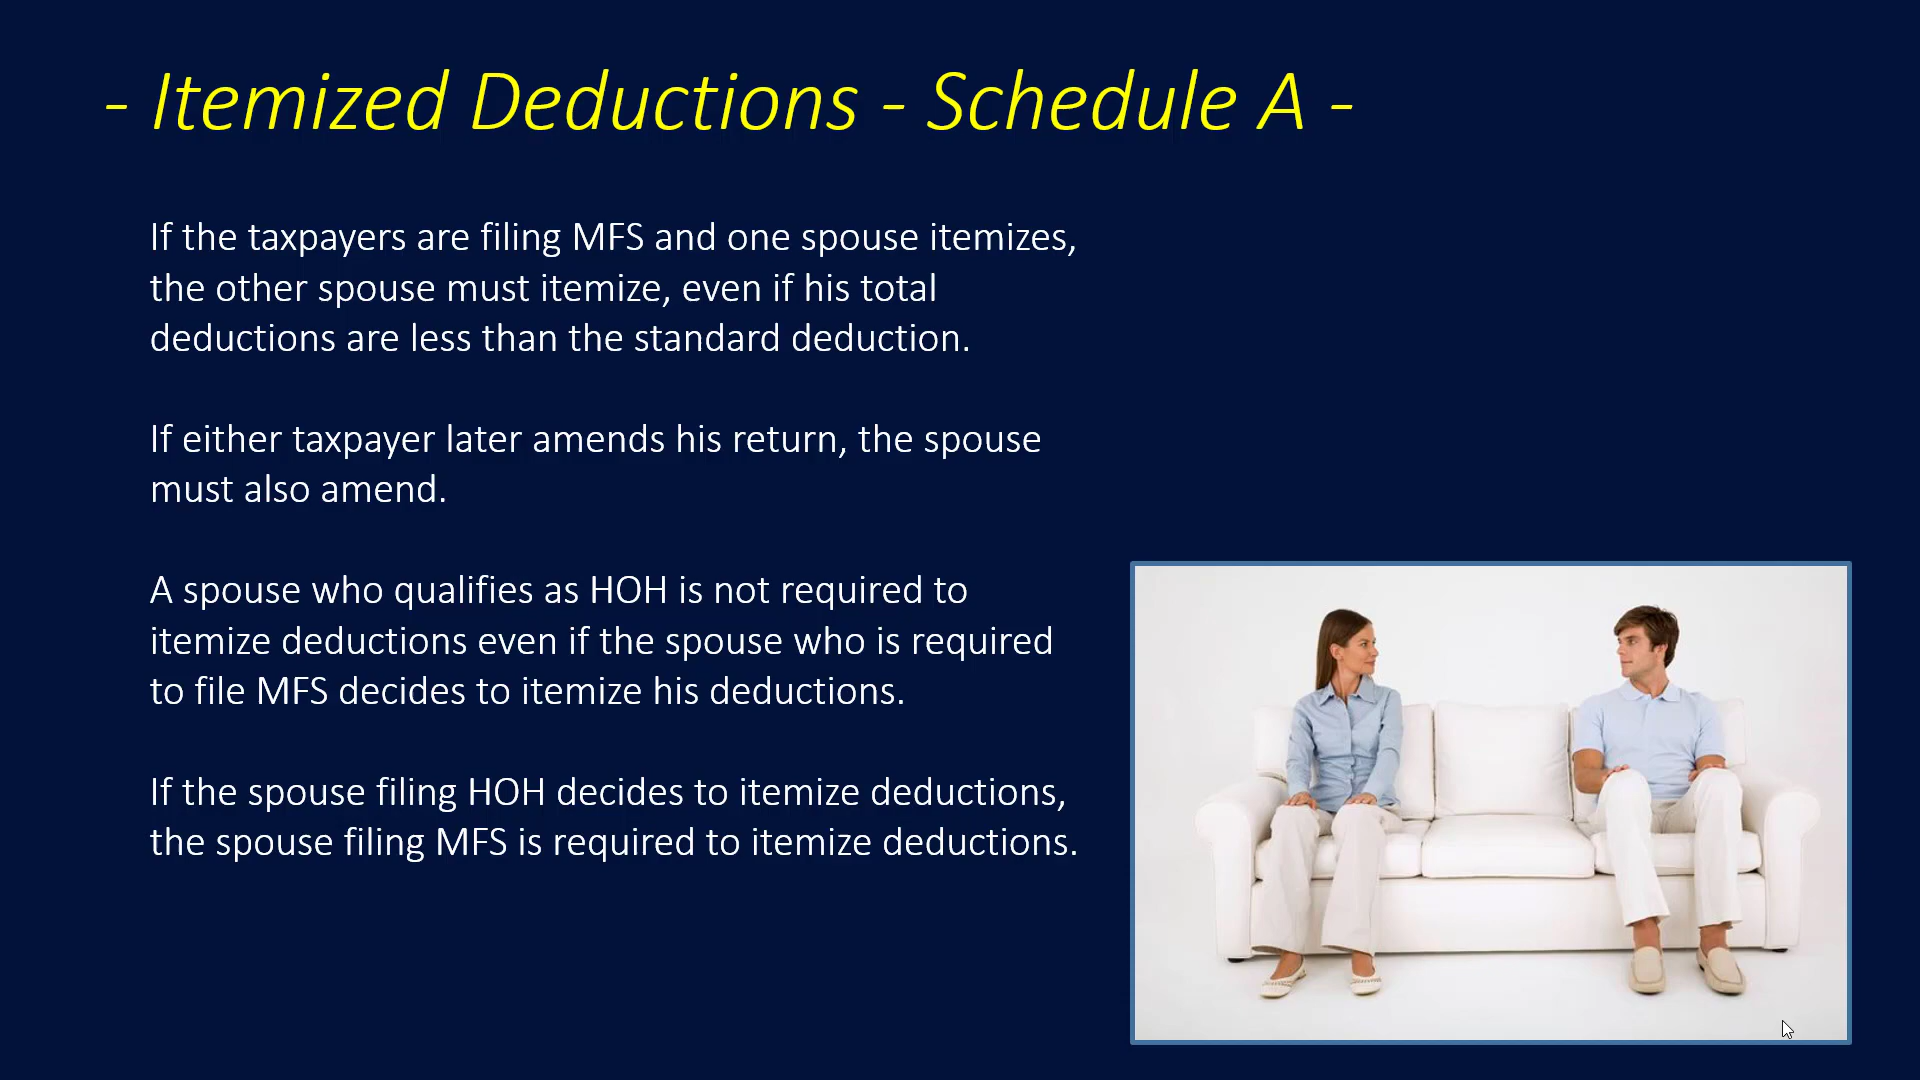 - Itemized Deductions - Schedule A -
If the taxpayers are filing MFS and one spouse itemizes,
the other spouse must itemize, even if his total
deductions are less than the standard deduction.
If either taxpayer later amends his return, the spouse
must also amend.
A spouse who qualifies as HOH is not required to
itemize deductions even if the spouse who is required
to file MFS decides to itemize his deductions.
If the spouse filing HOH decides to itemize deductions,
the spouse filing MFS is required to itemize deductions.